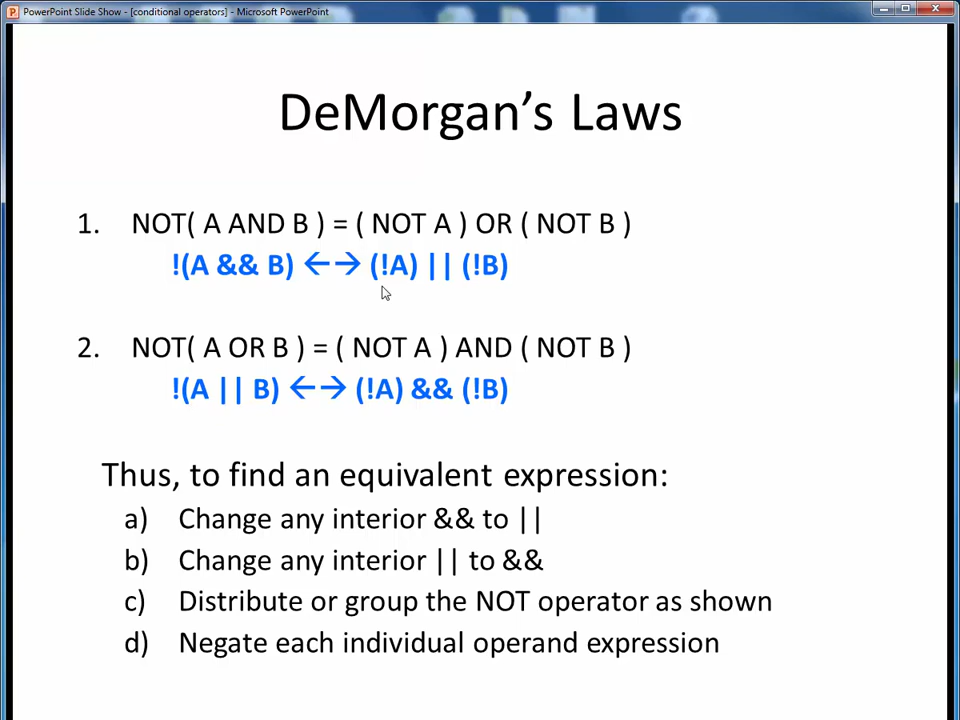 PowerPoint Slide Show - [conditional operators] - Microsoft PowerPoint
DeMorgan’s Laws
1. NOT( A AND B ) = ( NOT A ) OR ( NOT B )
!(A && B) ←→ (!A) || (!B)
2. NOT( A OR B ) = ( NOT A ) AND ( NOT B )
!(A || B) ←→ (!A) && (!B)
Thus, to find an equivalent expression:
a) Change any interior && to ||
b) Change any interior || to &&
c) Distribute or group the NOT operator as shown
d) Negate each individual operand expression